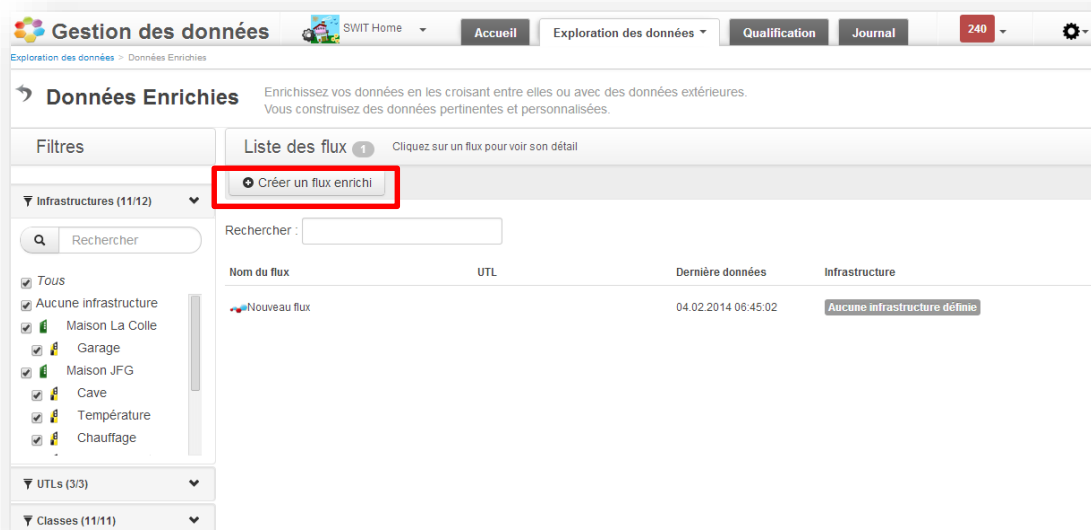 Gestion des données
SWIT Home
Accueil
Exploration des données
Qualification
Journal
240
Exploration des données > Données Enrichies
Données Enrichies
Enrichissez vos données en les croisant entre elles ou avec des données extérieures.
Vous construisez des données pertinentes et personnalisées.
Filtres
Liste des flux 1
Cliquez sur un flux pour voir son détail
Créer un flux enrichi
Infrastructures (11/12)
Rechercher
Rechercher :
Nom du flux
UTL
Dernière données
Infrastructure
Tous
Aucune infrastructure
Nouveau flux
04.02.2014 06:45:02
Aucune infrastructure définie
Maison La Colle
Garage
Maison JFG
Cave
Température
Chauffage
UTLs (3/3)
Classes (11/11)